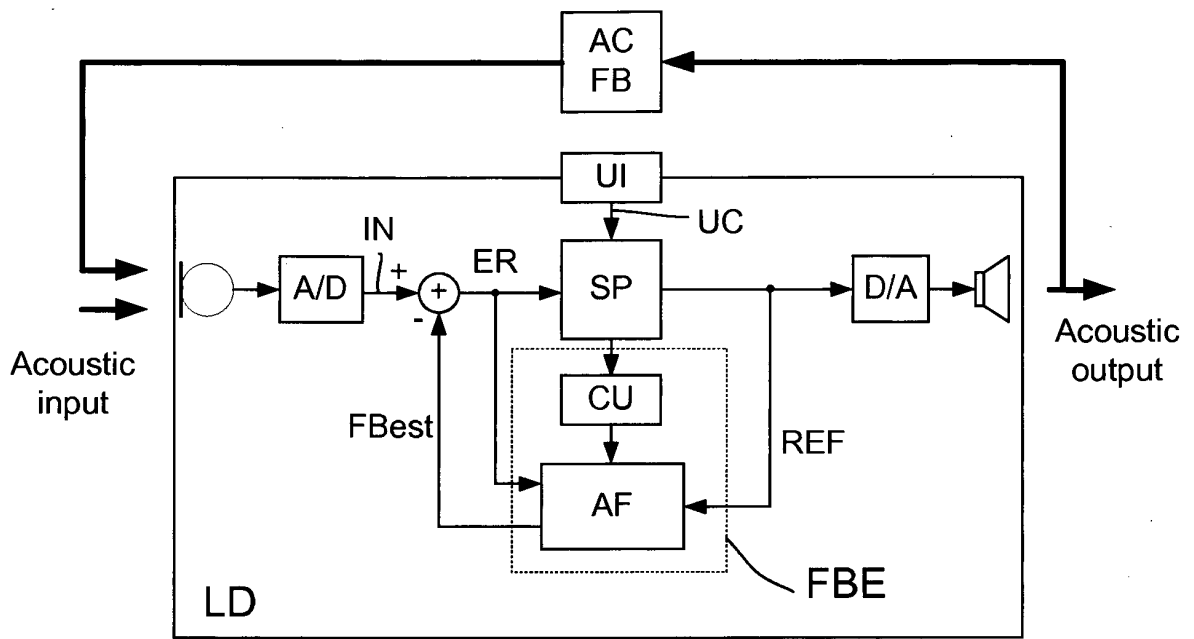 AC
FB
UI
UC
IN
+
ER
A/D
+
-
SP
D/A
Acoustic
input
Acoustic
output
CU
FBest
REF
AF
FBE
LD